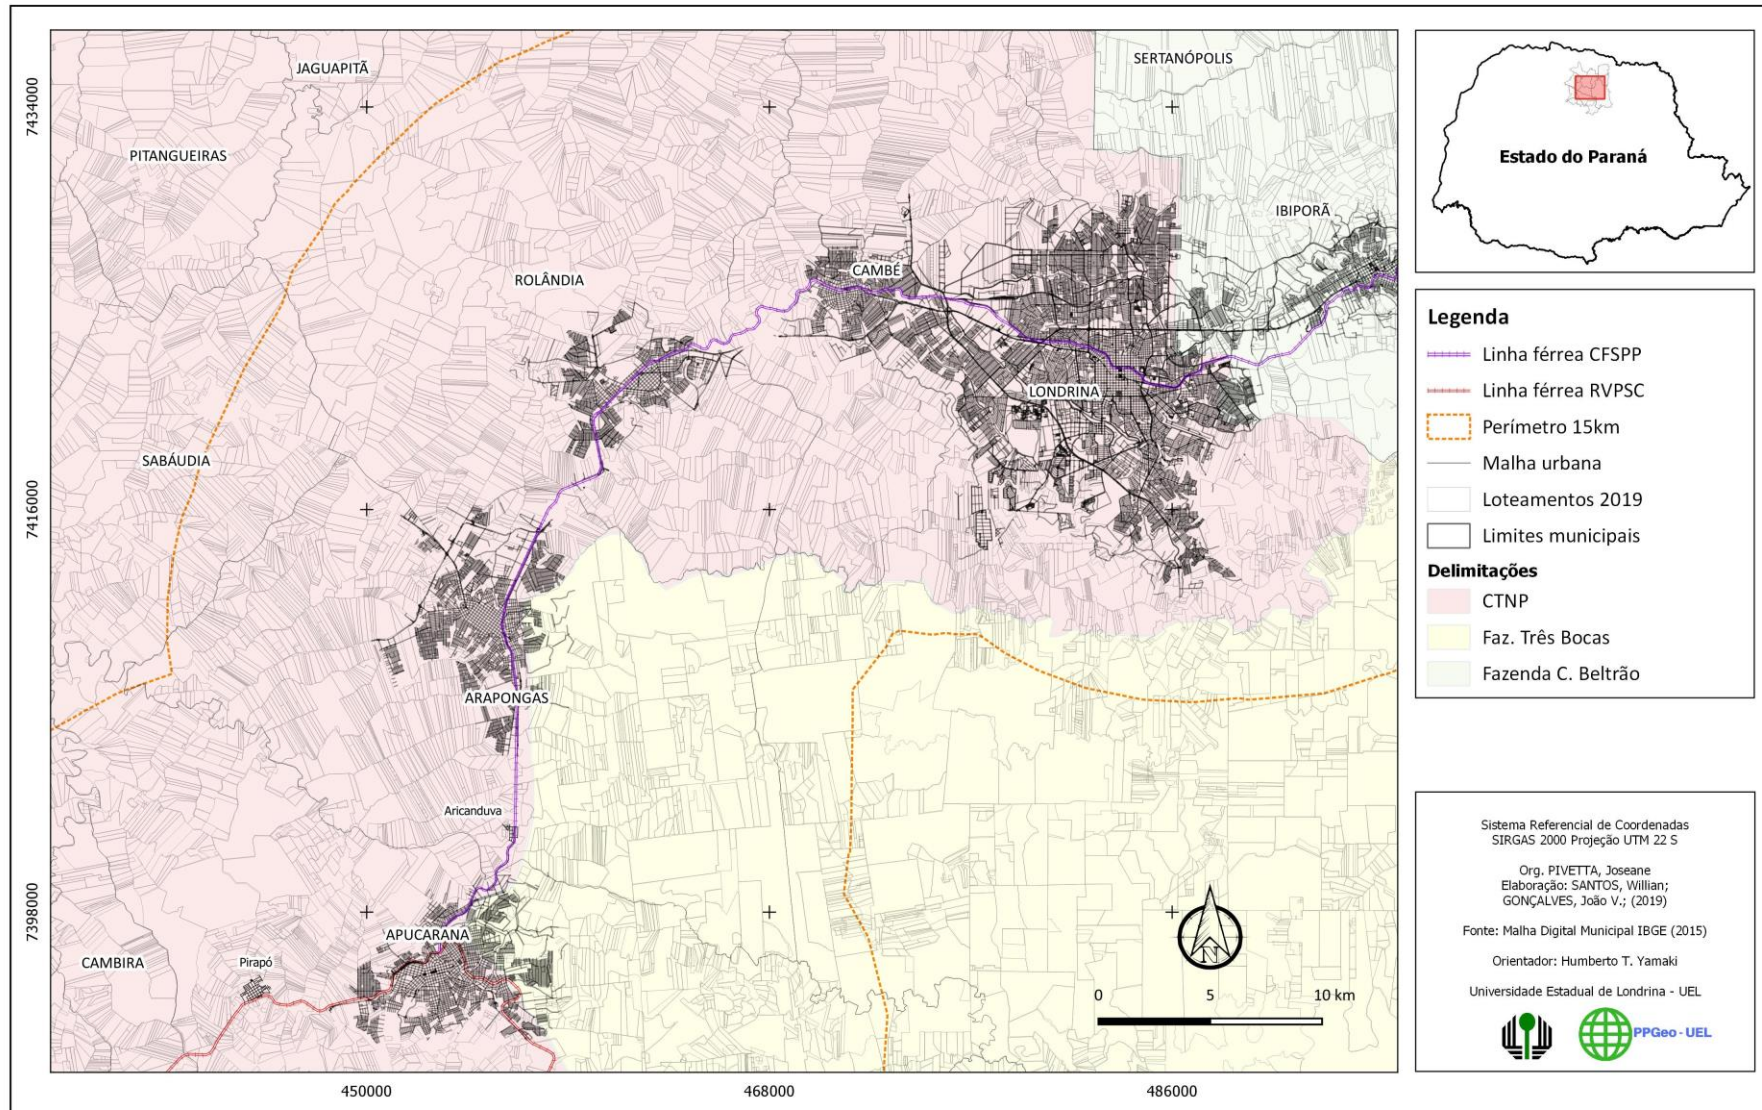 JAGUAPITÃ
SERTANÓPOLIS
PITANGUEIRAS
IBIPORÃ
ROLÂNDIA
CAMBÉ
LONDRINA
SABÁUDIA
ARAPONGAS
Aricanduva
APUCARANA
CAMBIRA
Pirapó
7434000
7416000
7398000
450000
468000
486000
N
0 5 10 km
Estado do Paraná
Legenda
Linha férrea CFSPP
Linha férrea RVPSC
Perímetro 15km
Malha urbana
Loteamentos 2019
Limites municipais
Delimitações
CTNP
Faz. Três Bocas
Fazenda C. Beltrão
Sistema Referencial de Coordenadas
SIRGAS 2000 Projeção UTM 22 S
Org. PIVETTA, Joseane
Elaboração: SANTOS, Willian;
GONÇALVES, João V.; (2019)
Fonte: Malha Digital Municipal IBGE (2015)
Orientador: Humberto T. Yamaki
Universidade Estadual de Londrina - UEL
PPGeo - UEL